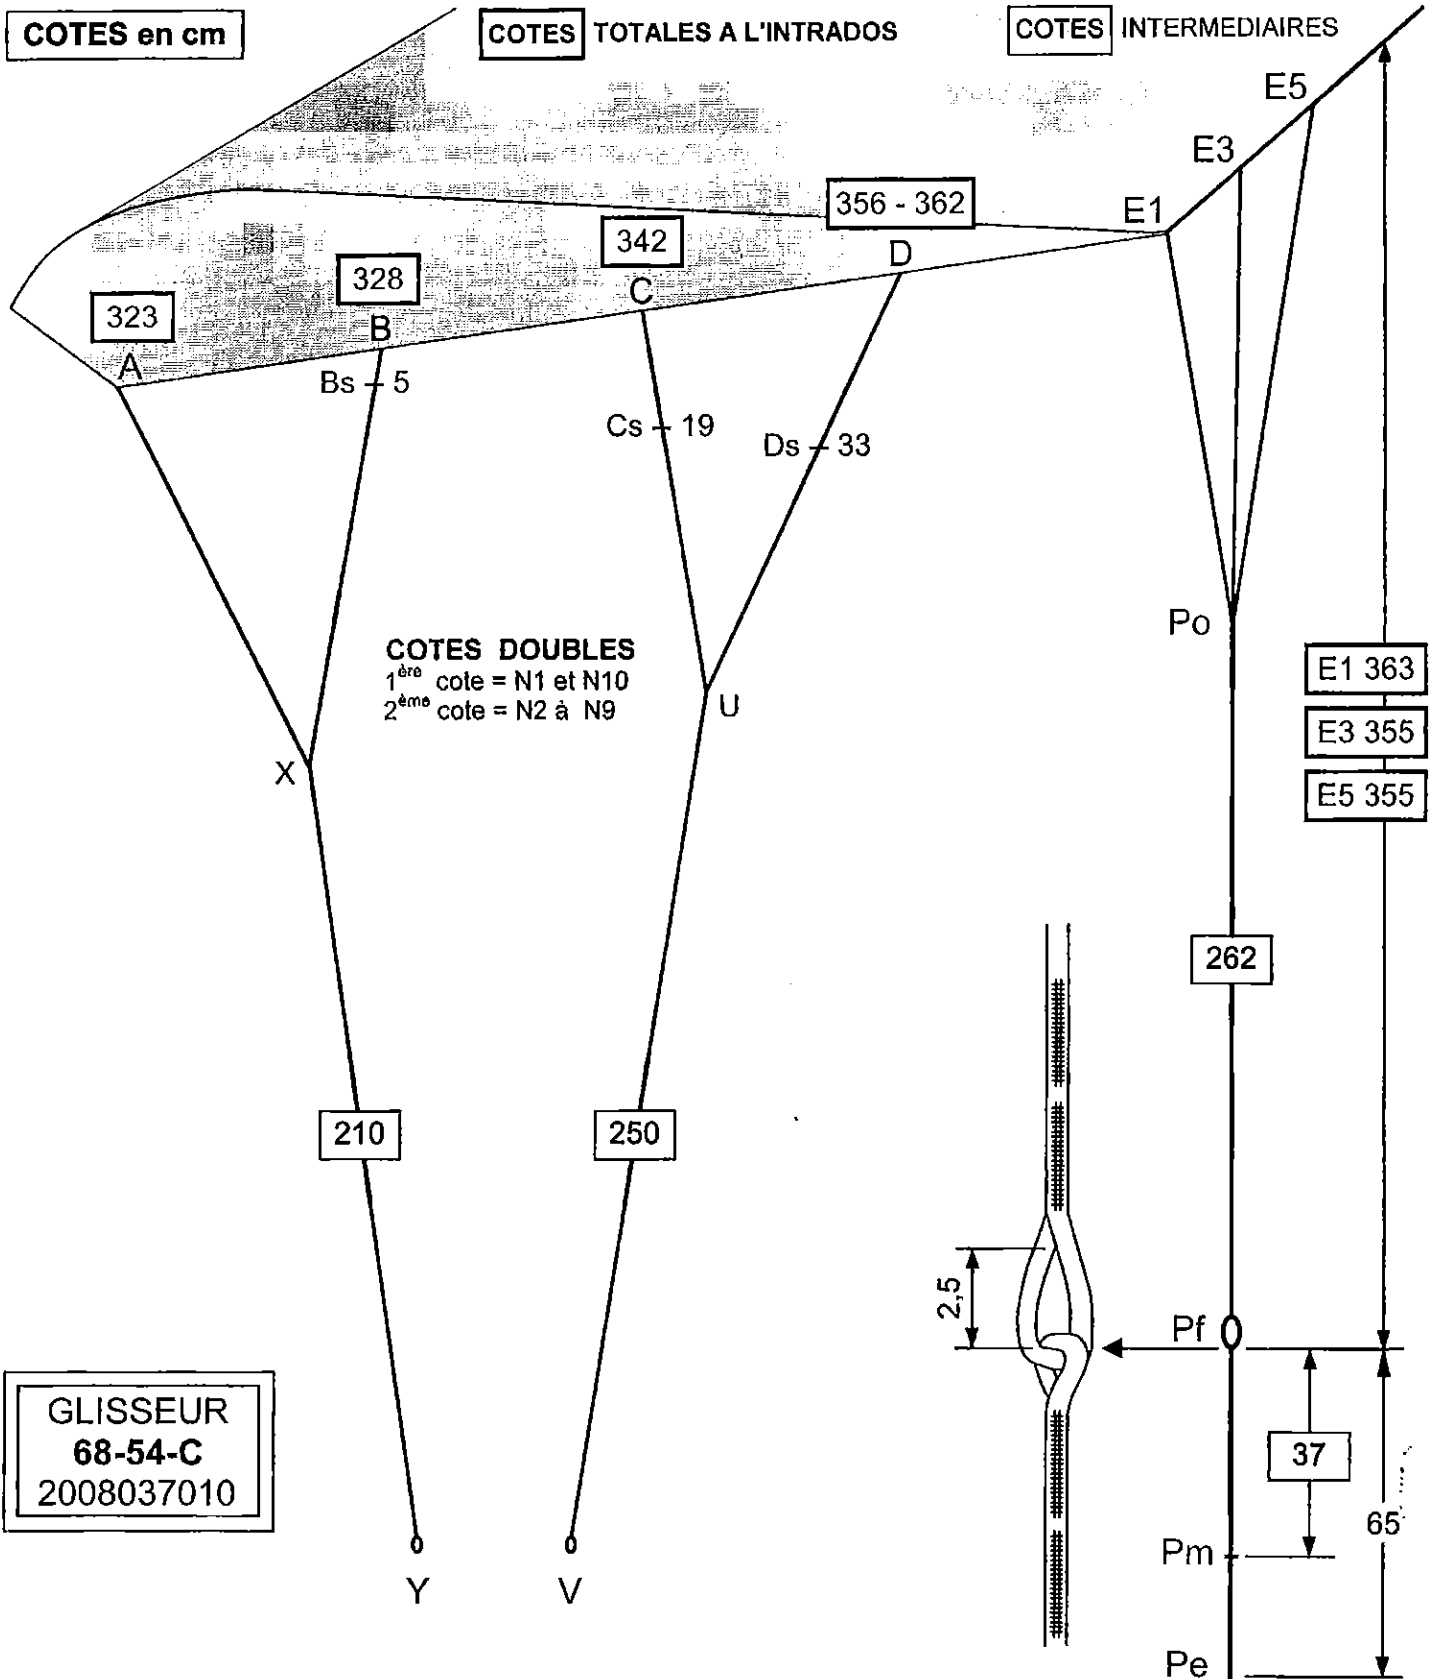 COTES en cm
COTES TOTALES A L'INTRADOS
COTES INTERMEDIAIRES
E5
E3
E1
356 - 362
342
D
328
C
323
B
A
Bs 5
Cs 19
Ds 33
Po
COTES DOUBLES
1ère cote = N1 et N10
2ème cote = N2 à N9
E1 363
E3 355
E5 355
U
X
262
210
250
2,5
Pf
GLISSEUR
68-54-C
2008037010
37
65
Pm
Y
V
Pe